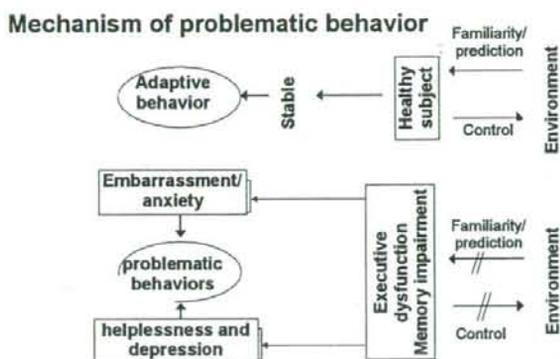 Mechanism of problematic behavior
Familiarity/
prediction
Adaptive
behavior
Stable
Healthy
subject
Control
Environment
Embarrassment/
anxiety
problematic
behaviors
helplessness and
depression
Executive
dysfunction
Memory impairment
Familiarity/
prediction
Control
Environment